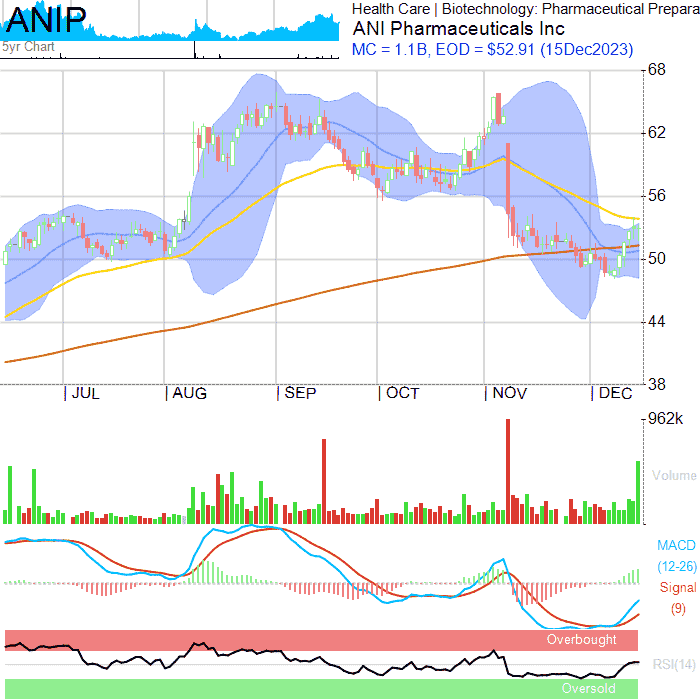 ANIP
5yr Chart
Health Care | Biotechnology: Pharmaceutical Prepara
ANI Pharmaceuticals Inc
MC = 1.1B, EOD = $52.91 (15Dec2023)
68
62
56
50
44
38
JUL AUG SEP OCT NOV DEC
962k
Volume
MACD
(12-26)
Signal
(9)
Overbought
RSI(14)
Oversold